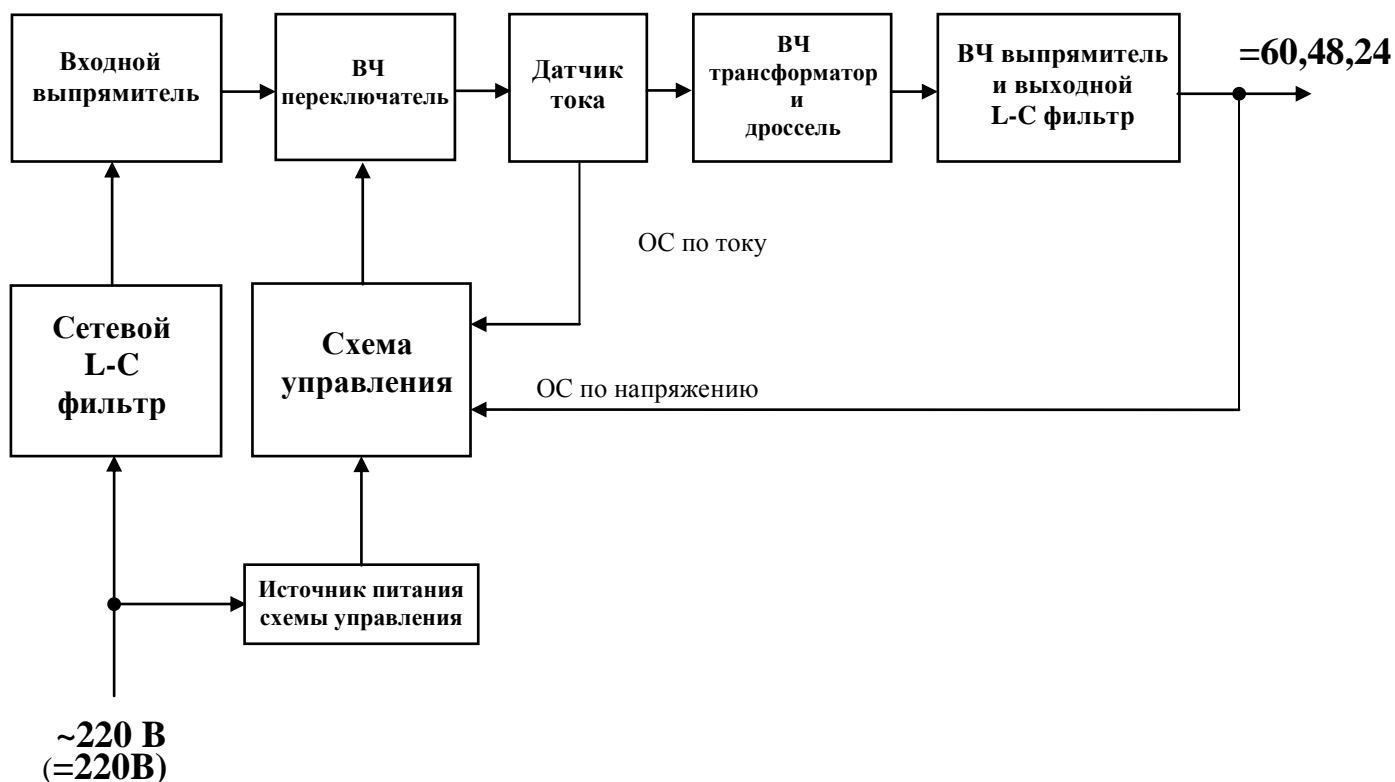 Входной
выпрямитель
ВЧ
переключатель
Датчик
тока
ВЧ
трансформатор
и
дроссель
ВЧ выпрямитель
и выходной
L-C фильтр
=60,48,24
ОС по току
Сетевой
L-C
фильтр
Схема
управления
ОС по напряжению
Источник питания
схемы управления
~220 В
(=220В)